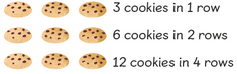 3 cookies in 1 row
6 cookies in 2 rows
12 cookies in 4 rows